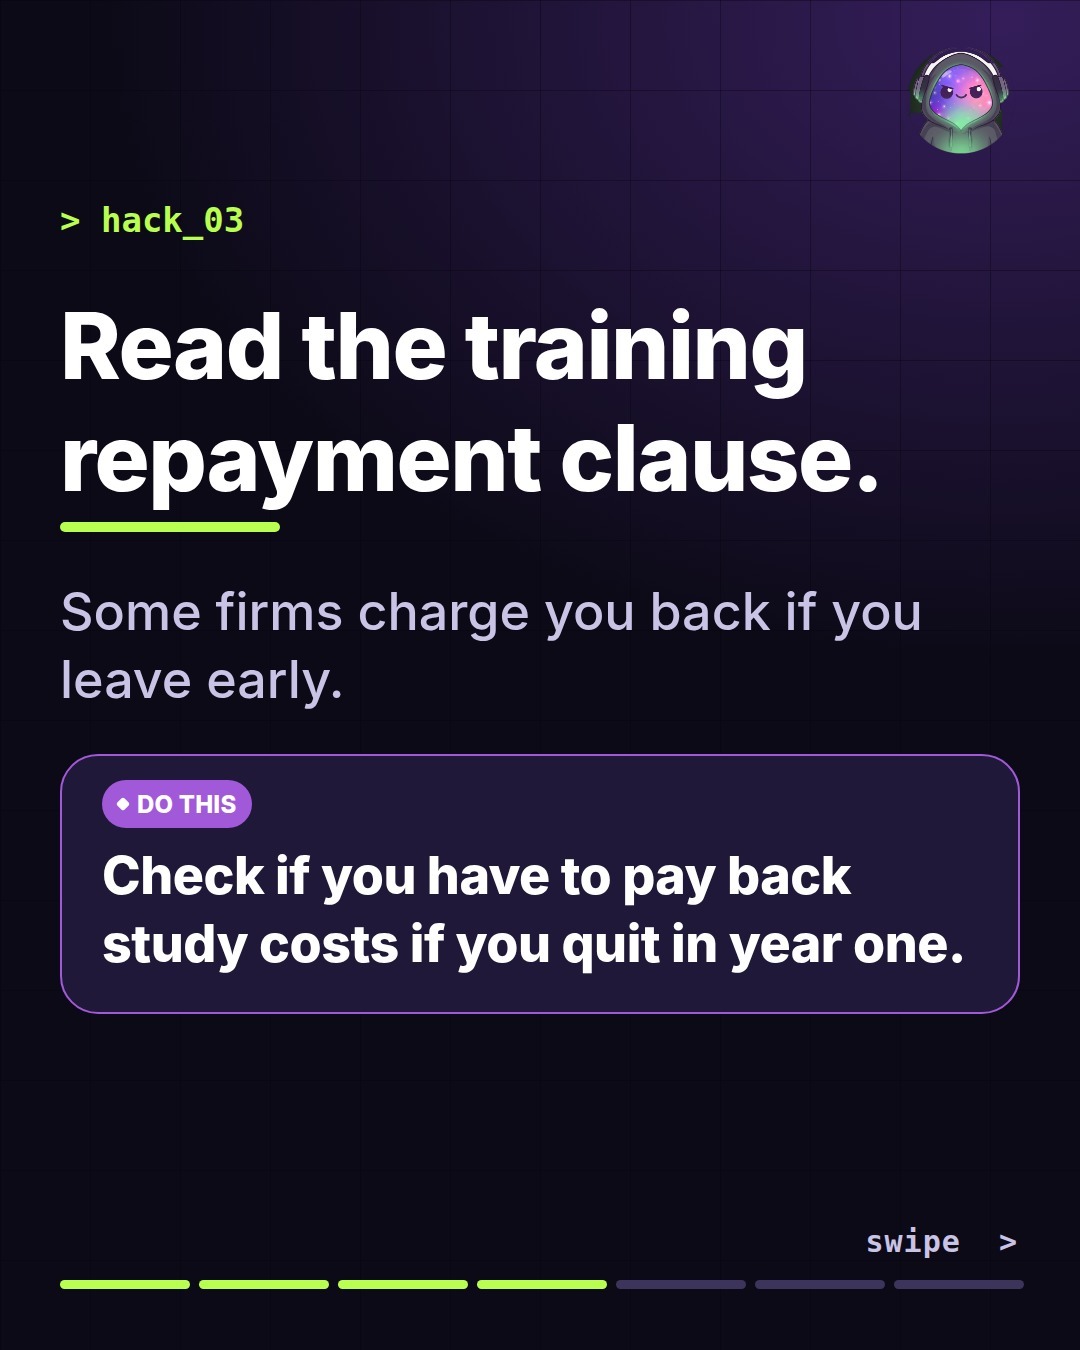 > hack_03
Read the training
repayment clause.
Some firms charge you back if you
leave early.
DO THIS
Check if you have to pay back
study costs if you quit in year one.
swipe >